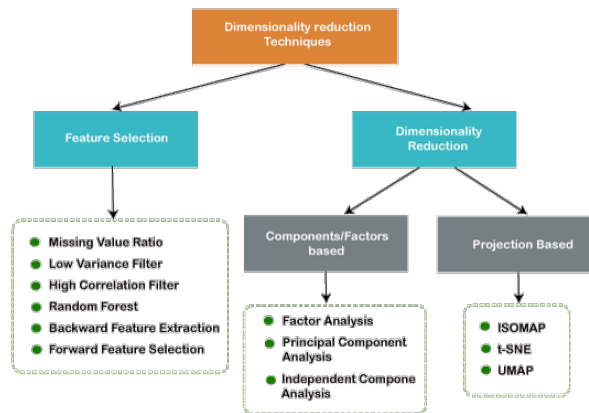 Dimensionality reduction
Techniques
Feature Selection
Dimensionality
Reduction
Missing Value Ratio
Low Variance Filter
High Correlation Filter
Random Forest
Backward Feature Extraction
Forward Feature Selection
Components/Factors
based
Projection Based
Factor Analysis
Principal Component
Analysis
Independent Compone
Analysis
ISOMAP
t-SNE
UMAP